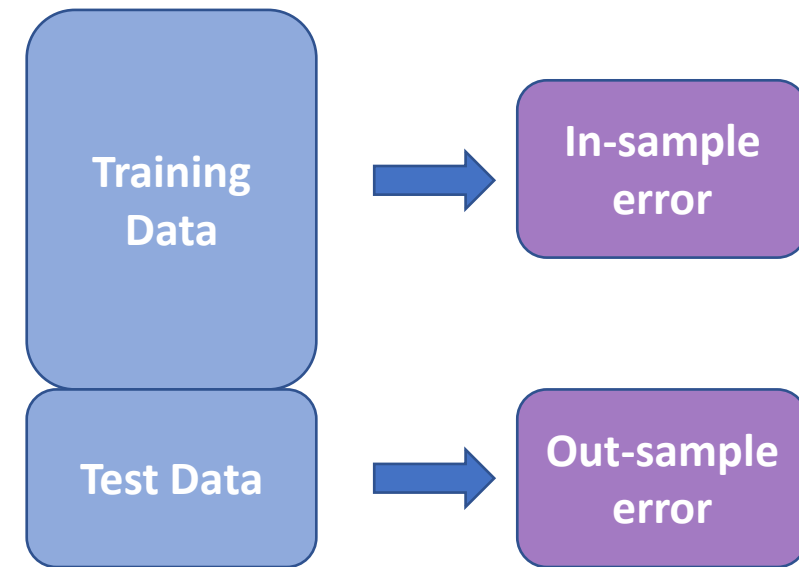 Training
Data
In-sample
error
Test Data
Out-sample
error